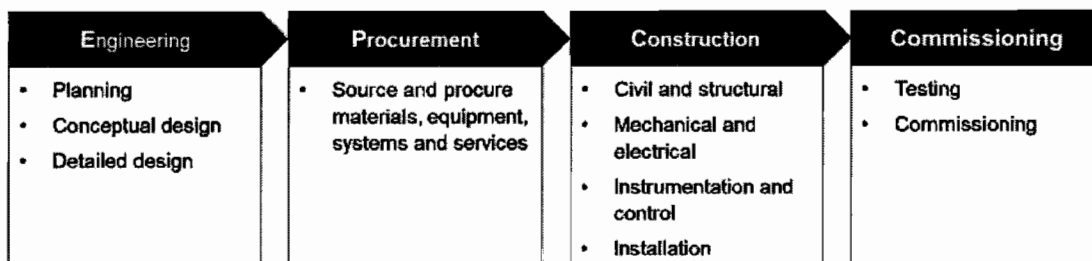 Engineering
• Planning
• Conceptual design
• Detailed design
Procurement
• Source and procure
materials, equipment,
systems and services
Construction
• Civil and structural
• Mechanical and
electrical
• Instrumentation and
control
• Installation
Commissioning
• Testing
• Commissioning